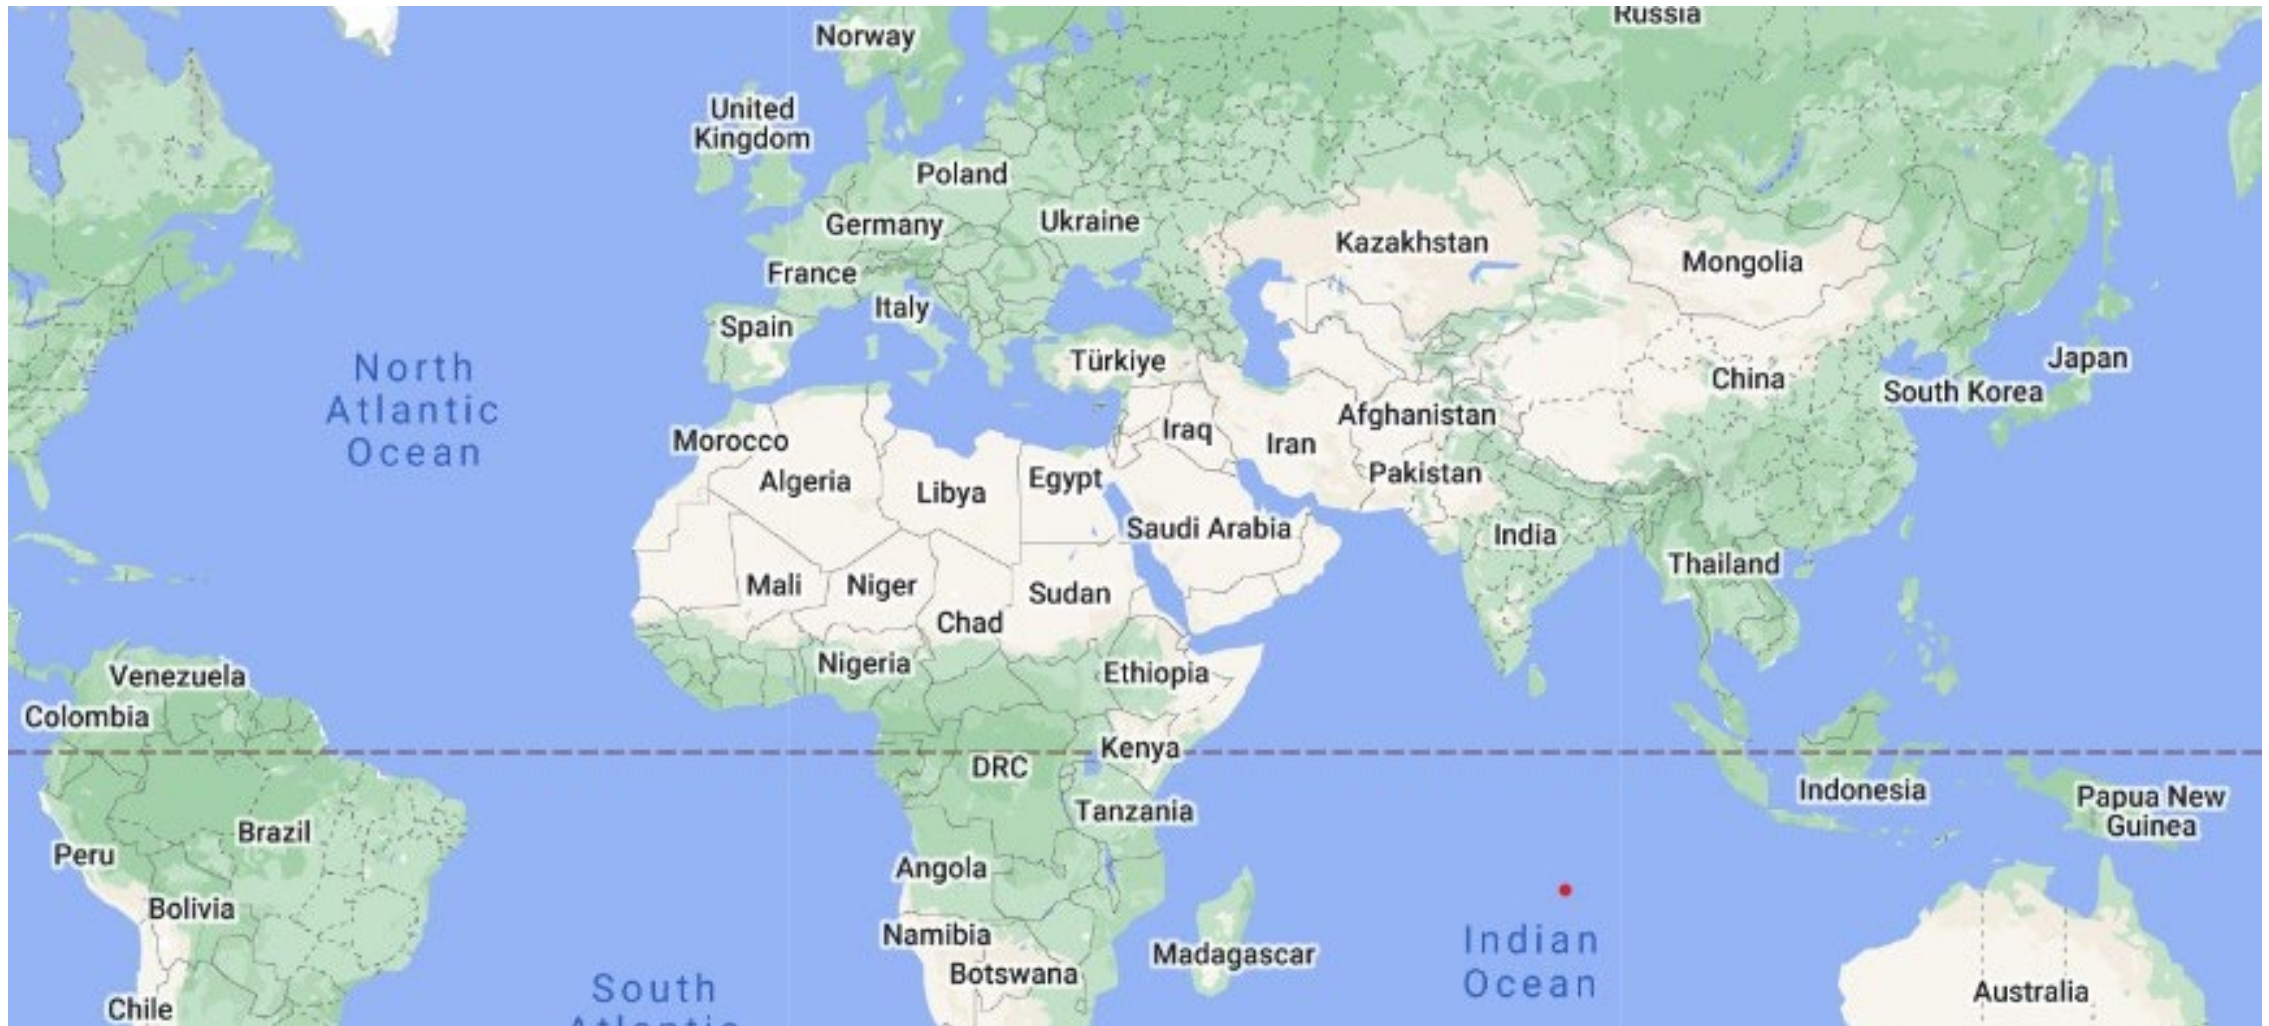 Russia
Norway
United
Kingdom
Poland
Germany
Ukraine
France
Kazakhstan
Mongolia
Italy
Spain
Türkiye
North
Atlantic
Ocean
China
Japan
South Korea
Afghanistan
Morocco
Iraq
Iran
Algeria
Libya
Egypt
Pakistan
Saudi Arabia
India
Thailand
Mali
Niger
Sudan
Chad
Nigeria
Ethiopia
Venezuela
Colombia
Kenya
DRC
Indonesia
Papua New
Guinea
Tanzania
Brazil
Peru
Angola
Bolivia
Namibia
Botswana
Madagascar
Indian
Ocean
Australia
South
Atlantic
Chile